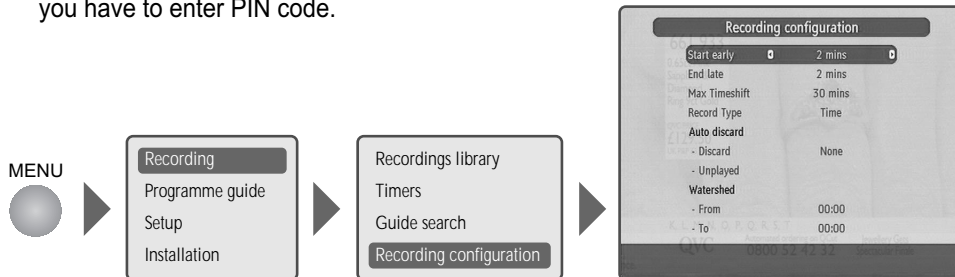 you have to enter PIN code.
MENU
Recording
Programme guide
Setup
Installation
Recordings library
Timers
Guide search
Recording configuration
Recording configuration
Start early 2 mins
End late 2 mins
Max Timeshift 30 mins
Record Type Time
Auto discard
- Discard None
- Unplayed
Watershed
- From 00:00
- To 00:00
QVC 0800 52 42 32